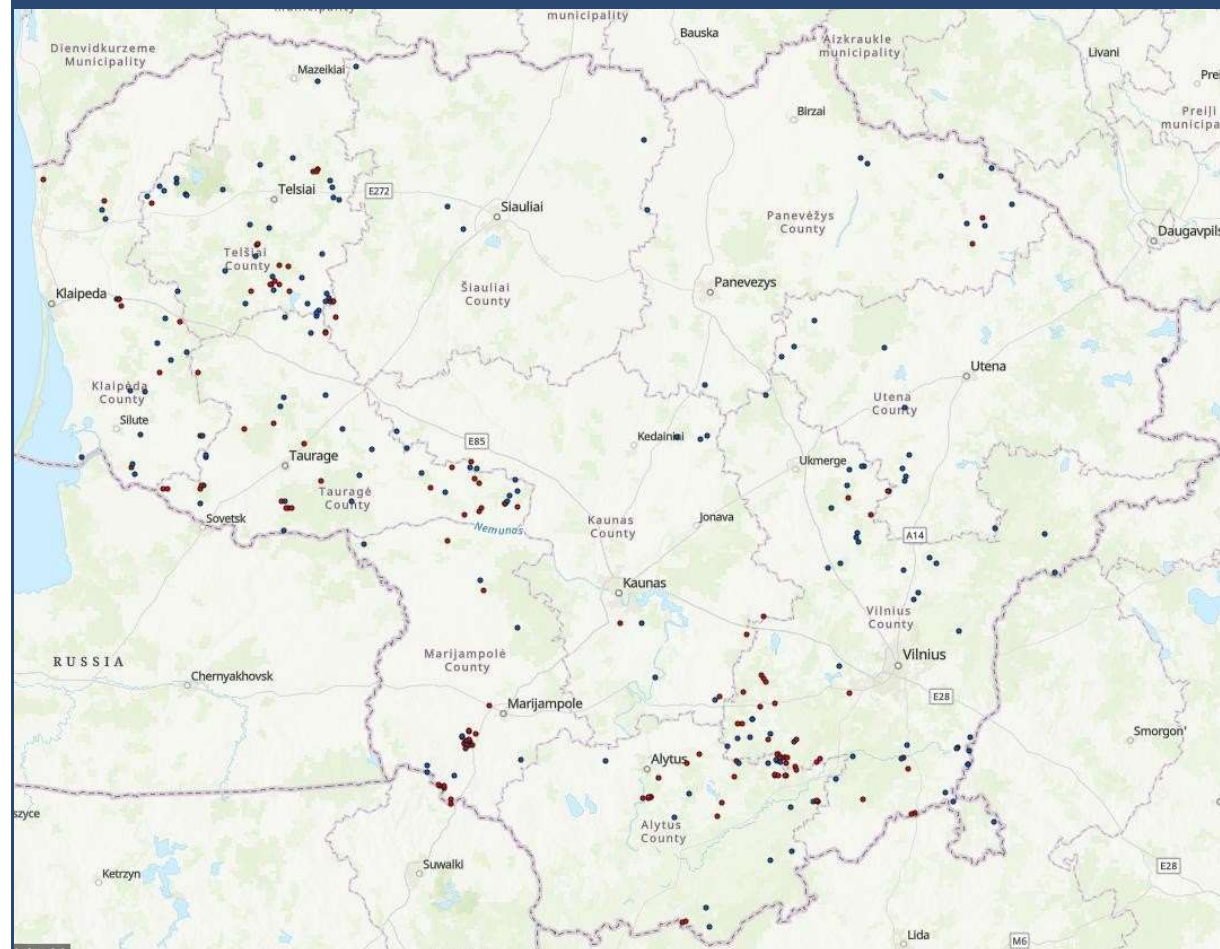 municipality
municipality
Dienvidkurzeme
Municipality
Bauska
Aizkraukle
municipality
Livani
Mazeikiai
Birzai
Preiļi
Telsiai
E272
Siauliai
Panevėžys
County
Daugavpils
Telšiai
County
Klaipeda
Šiauliai
County
Panevezys
Klaipėda
County
Utena
Utena
County
Silute
E85
Kedainiai
Ukmerge
Taurage
Tauragė
County
Sovetsk
Nemunas
Kaunas
County
Jonava
A14
Kaunas
Vilnius
County
RUSSIA
Marijampolė
County
Vilnius
Chernyakhovsk
E28
Marijampole
Smorgon'
Alytus
Alytus
County
Suwalki
Ketrzyn
E28
Lida
M6